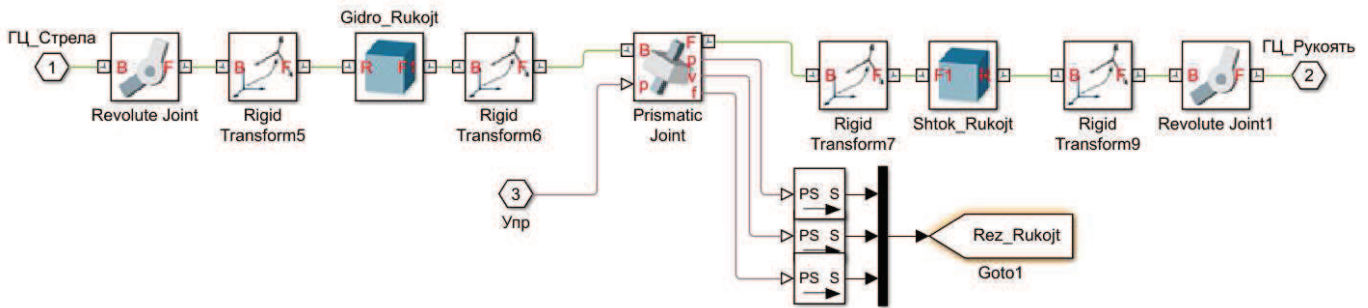 Gidro_Rukojt
ГЦ_Стрела
1
B F
Revolute Joint
B F
Rigid
Transform5
R F1
B F
Rigid
Transform6
B F
p p
v
f
Prismatic
Joint
B F
Rigid
Transform7
F1 R
Shtok_Rukojt
B F
Rigid
Transform9
B F
Revolute Joint1
ГЦ_Рукоять
2
3
Упр
PS S
PS S
PS S
Rez_Rukojt
Goto1